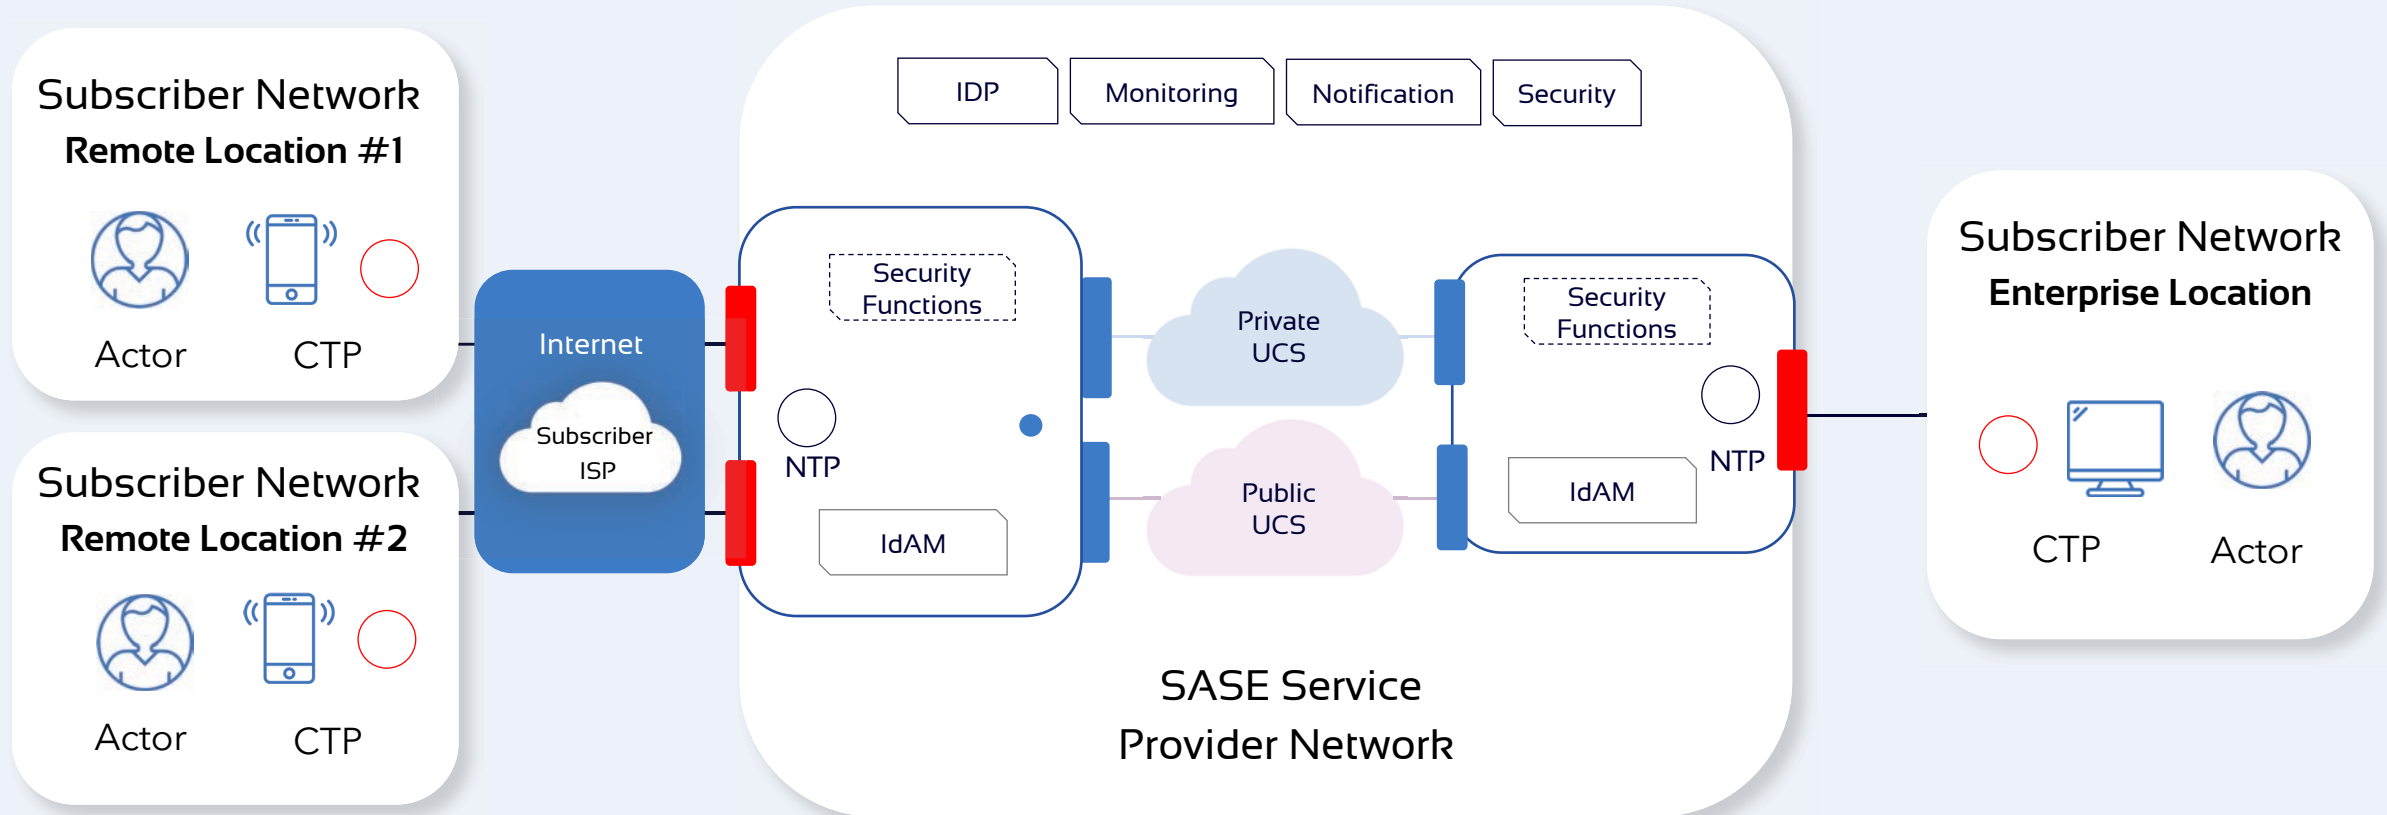 Subscriber Network
Remote Location #1
Actor
CTP
Subscriber Network
Remote Location #2
Actor
CTP
Internet
Subscriber
ISP
IDP
Monitoring
Notification
Security
Security
Functions
NTP
IdAM
Private
UCS
Public
UCS
Security
Functions
NTP
IdAM
SASE Service
Provider Network
Subscriber Network
Enterprise Location
CTP
Actor